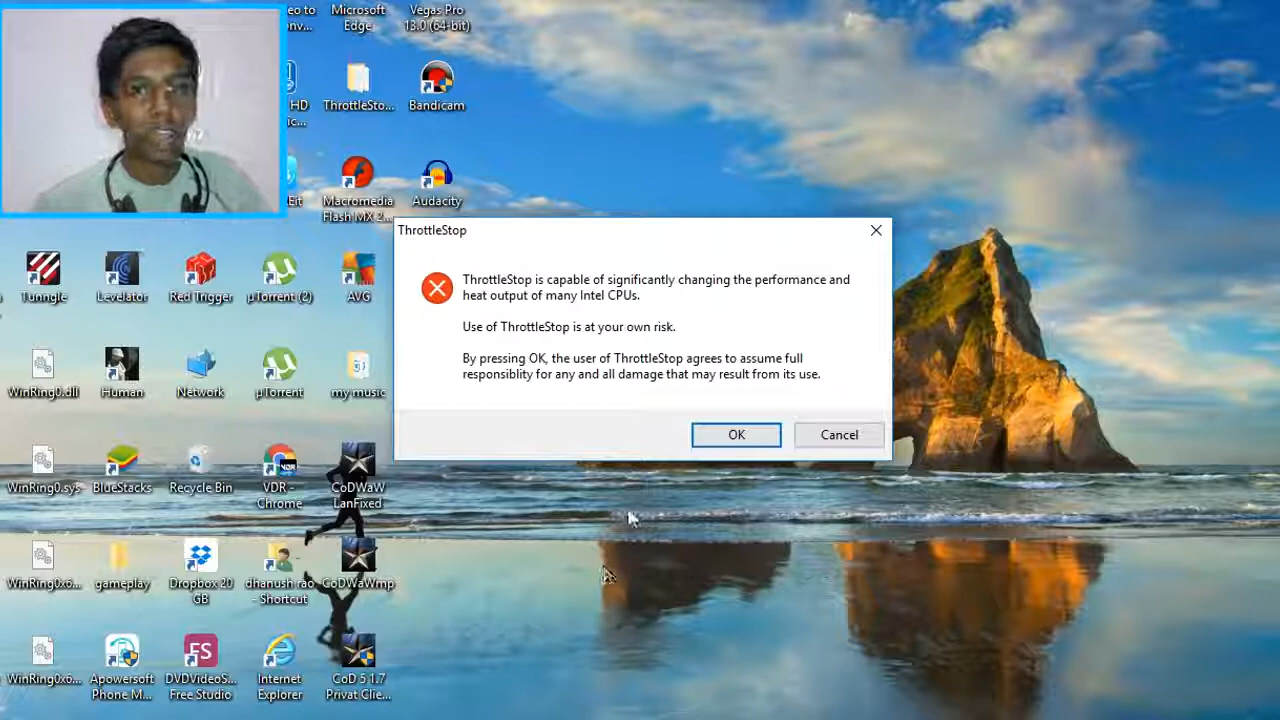 eo to
nv...
Microsoft
Edge
Vegas Pro
13.0 (64-bit)
HD
ic...
ThrottleSto...
Bandicam
Eit
Macromedia
Flash MX 2...
Audacity
ThrottleStop
ThrottleStop is capable of significantly changing the performance and
heat output of many Intel CPUs.
Use of ThrottleStop is at your own risk.
By pressing OK, the user of ThrottleStop agrees to assume full
responsiblity for any and all damage that may result from its use.
OK
Cancel
Tunngle
Levelator
Red Trigger
µTorrent (2)
AVG
WinRing0.dll
Human
Network
µTorrent
my music
WinRing0.sys
BlueStacks
Recycle Bin
VDR -
Chrome
CoDWaW
LanFixed
WinRing0x6...
gameplay
Dropbox 20
GB
dhanush rao
- Shortcut
CoDWaWmp
WinRing0x6...
Apowersoft
Phone M...
FS
DVDVideoS...
Free Studio
Internet
Explorer
CoD 5 1.7
Privat Clie...